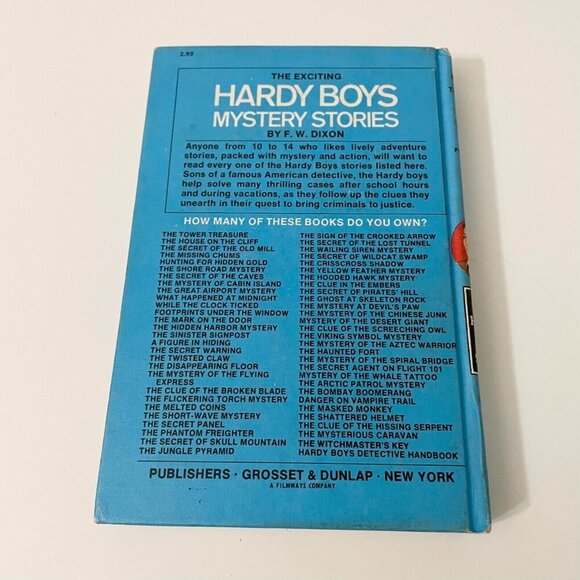 2.95
THE EXCITING
HARDY BOYS
MYSTERY STORIES
BY F. W. DIXON
Anyone from 10 to 14 who likes lively adventure
stories, packed with mystery and action, will want to
read every one of the Hardy Boys stories listed here.
Sons of a famous American detective, the Hardy boys
help solve many thrilling cases after school hours
and during vacations, as they follow up the clues they
unearth in their quest to bring criminals to justice.
HOW MANY OF THESE BOOKS DO YOU OWN?
THE TOWER TREASURE
THE HOUSE ON THE CLIFF
THE SECRET OF THE OLD MILL
THE MISSING CHUMS
HUNTING FOR HIDDEN GOLD
THE SHORE ROAD MYSTERY
THE SECRET OF THE CAVES
THE MYSTERY OF CABIN ISLAND
THE GREAT AIRPORT MYSTERY
WHAT HAPPENED AT MIDNIGHT
WHILE THE CLOCK TICKED
FOOTPRINTS UNDER THE WINDOW
THE MARK ON THE DOOR
THE HIDDEN HARBOR MYSTERY
THE SINISTER SIGNPOST
A FIGURE IN HIDING
THE SECRET WARNING
THE TWISTED CLAW
THE DISAPPEARING FLOOR
THE MYSTERY OF THE FLYING
EXPRESS
THE CLUE OF THE BROKEN BLADE
THE FLICKERING TORCH MYSTERY
THE MELTED COINS
THE SHORT-WAVE MYSTERY
THE SECRET PANEL
THE PHANTOM FREIGHTER
THE SECRET OF SKULL MOUNTAIN
THE JUNGLE PYRAMID
THE SIGN OF THE CROOKED ARROW
THE SECRET OF THE LOST TUNNEL
THE WAILING SIREN MYSTERY
THE SECRET OF WILDCAT SWAMP
THE CRISSCROSS SHADOW
THE YELLOW FEATHER MYSTERY
THE HOODED HAWK MYSTERY
THE CLUE IN THE EMBERS
THE SECRET OF PIRATES' HILL
THE GHOST AT SKELETON ROCK
THE MYSTERY AT DEVIL'S PAW
THE MYSTERY OF THE CHINESE JUNK
MYSTERY OF THE DESERT GIANT
THE CLUE OF THE SCREECHING OWL
THE VIKING SYMBOL MYSTERY
THE MYSTERY OF THE AZTEC WARRIOR
THE HAUNTED FORT
THE MYSTERY OF THE SPIRAL BRIDGE
THE SECRET AGENT ON FLIGHT 101
MYSTERY OF THE WHALE TATTOO
THE ARCTIC PATROL MYSTERY
THE BOMBAY BOOMERANG
DANGER ON VAMPIRE TRAIL
THE MASKED MONKEY
THE SHATTERED HELMET
THE CLUE OF THE HISSING SERPENT
THE MYSTERIOUS CARAVAN
THE WITCHMASTER'S KEY
HARDY BOYS DETECTIVE HANDBOOK
PUBLISHERS · GROSSET & DUNLAP · NEW YORK
A FILMWAYS COMPANY